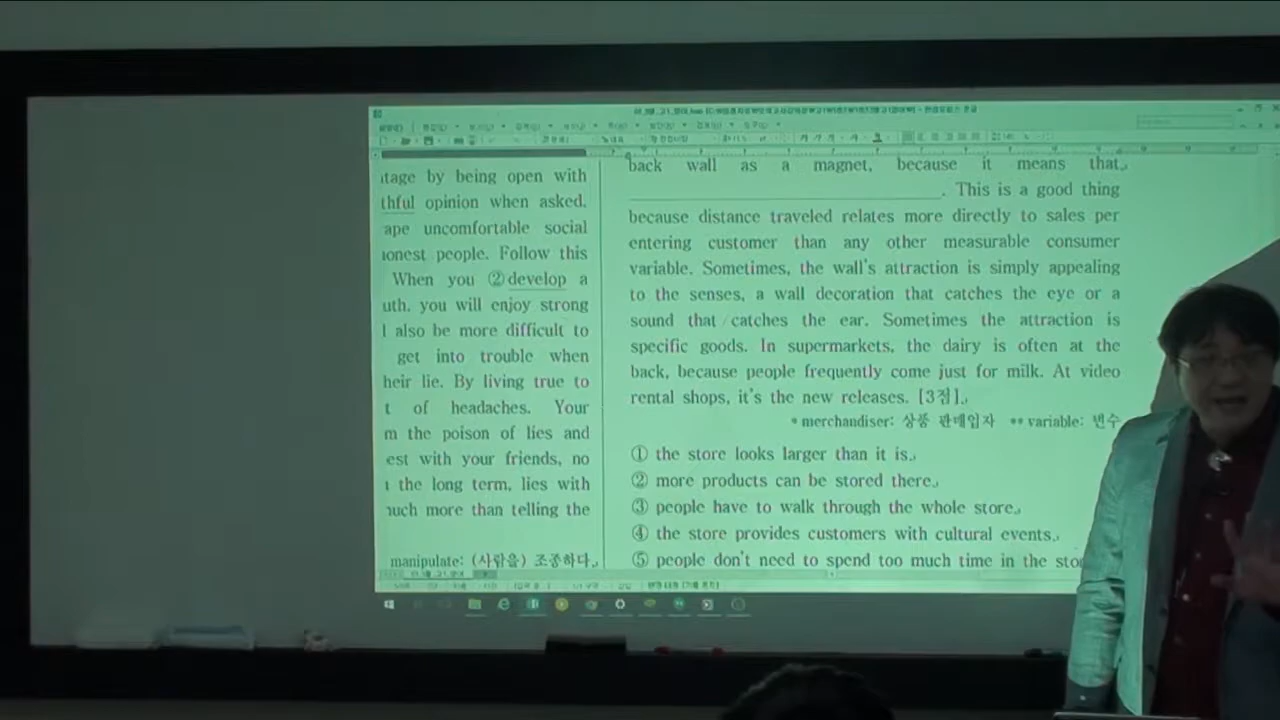 ıtage by being open with
thful opinion when asked,
ape uncomfortable social
ıonest people. Follow this
When you ②develop a
uth, you will enjoy strong
l also be more difficult to
get into trouble when
heir lie. By living true to
t of headaches. Your
m the poison of lies and
est with your friends, no
ı the long term, lies with
ıuch more than telling the
manipulate: (사람을) 조종하다
back wall as a magnet, because it means that
____________________. This is a good thing
because distance traveled relates more directly to sales per
entering customer than any other measurable consumer
variable. Sometimes, the wall's attraction is simply appealing
to the senses, a wall decoration that catches the eye or a
sound that catches the ear. Sometimes the attraction is
specific goods. In supermarkets, the dairy is often at the
back, because people frequently come just for milk. At video
rental shops, it's the new releases. [3점]
* merchandiser: 상품 판매업자 ** variable: 변수
① the store looks larger than it is.
② more products can be stored there.
③ people have to walk through the whole store.
④ the store provides customers with cultural events.
⑤ people don't need to spend too much time in the sto